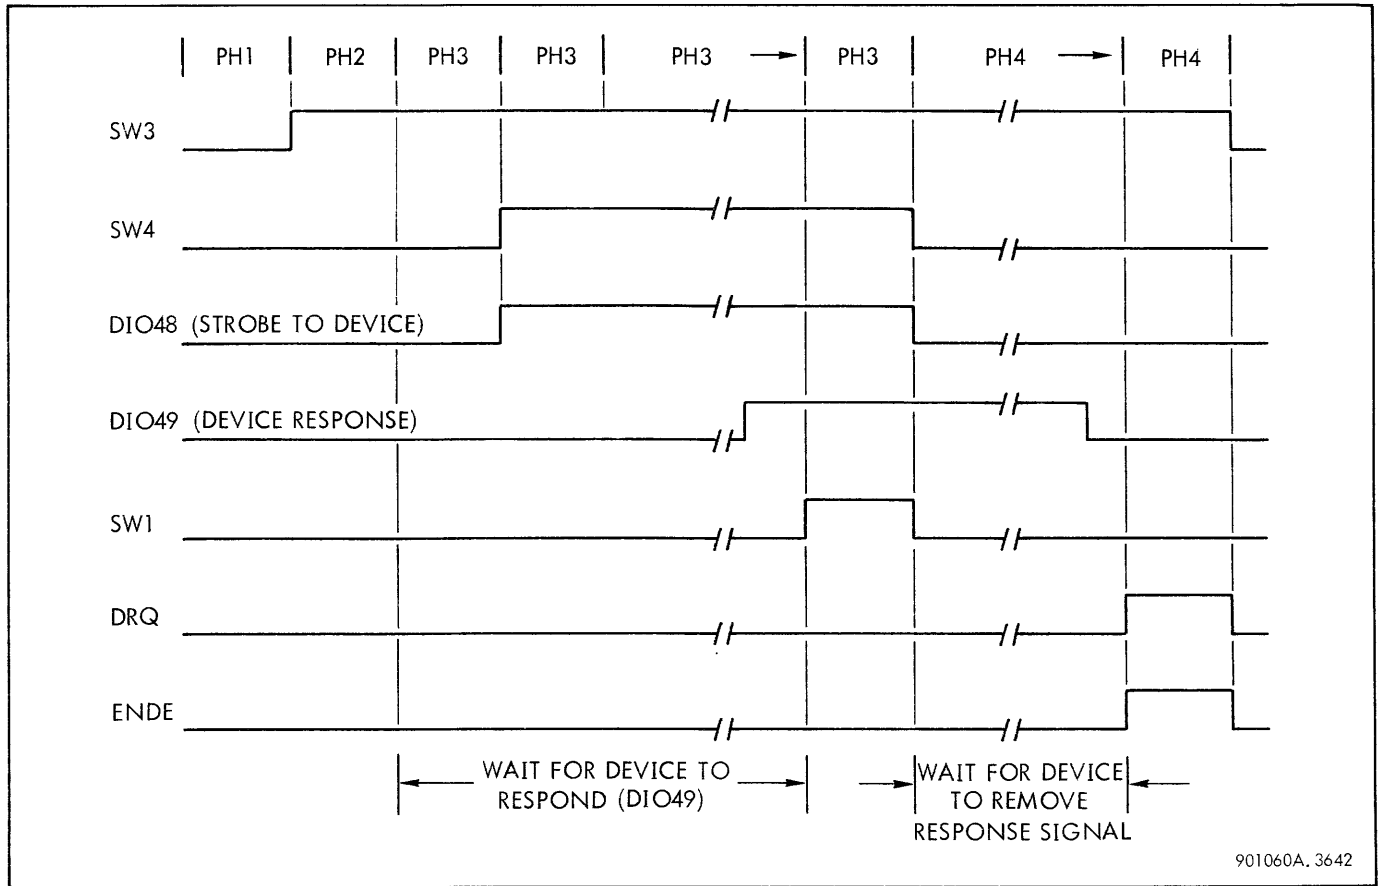 PH1 PH2 PH3 PH3 PH3 PH3 PH4 PH4
SW3
SW4
DIO48 (STROBE TO DEVICE)
DIO49 (DEVICE RESPONSE)
SW1
DRQ
ENDE
WAIT FOR DEVICE TO
RESPOND (DIO49)
WAIT FOR DEVICE
TO REMOVE
RESPONSE SIGNAL
901060A. 3642